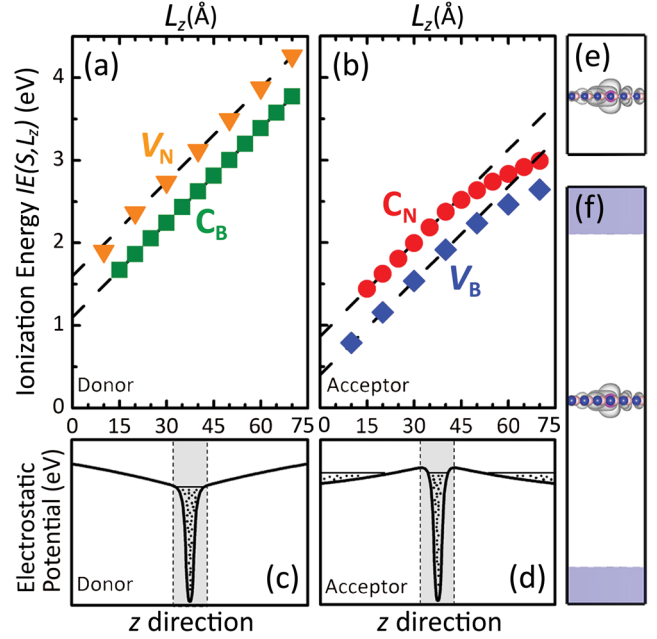 L_z(Å) L_z(Å)
(a) (b) (e)
Ionization Energy IE(S,L_z) (eV)
4
3
2
1
0
V_N
C_B
C_N
V_B
(f)
Donor Acceptor
0 15 30 45 60 75 0 15 30 45 60 75
Electrostatic
Potential (eV)
Donor (c) Acceptor (d)
z direction z direction